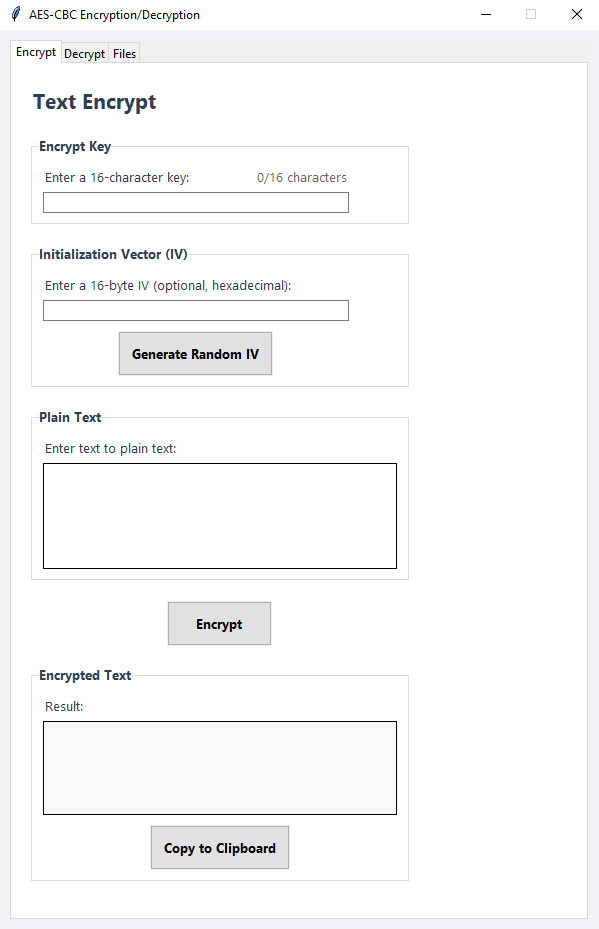 AES-CBC Encryption/Decryption
Encrypt Decrypt Files
Text Encrypt
Encrypt Key
Enter a 16-character key: 0/16 characters
Initialization Vector (IV)
Enter a 16-byte IV (optional, hexadecimal):
Generate Random IV
Plain Text
Enter text to plain text:
Encrypt
Encrypted Text
Result:
Copy to Clipboard